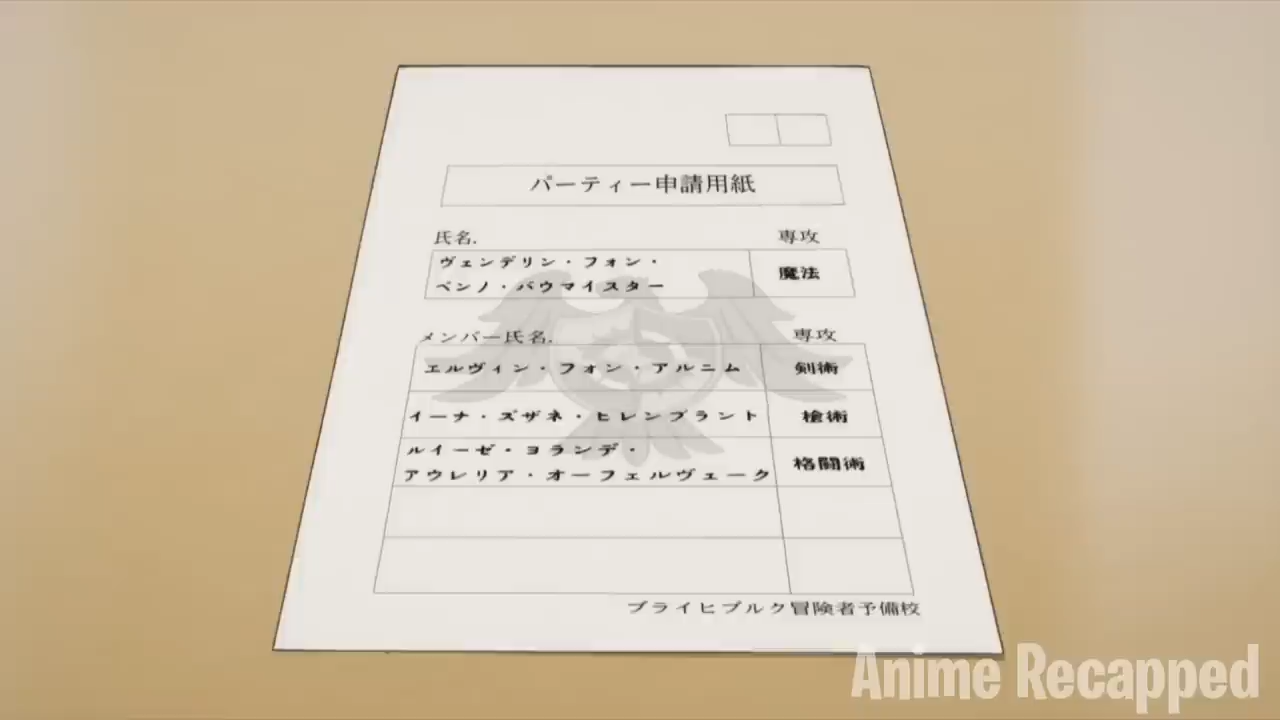 パーティー申請用紙
氏名. 専攻
ヴェンデリン・フォン・
ベンノ・バウマイスター 魔法
メンバー氏名. 専攻
エルヴィン・フォン・アルニム 剣術
イーナ・ズザネ・ヒレンブラント 槍術
ルイーゼ・ヨランデ・
アウレリア・オーフェルヴェーク 格闘術
ブライヒブルク冒険者予備校
Anime Recapped